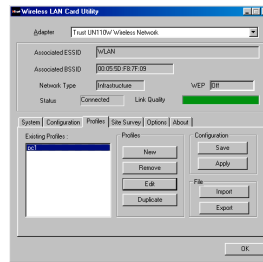 Wireless LAN Card Utility
Adapter Trust UN110W Wireless Network
Associated ESSID WLAN
Associated BSSID 00:05:5D:F8:7F:09
Network Type Infrastucture WEP Off
Status Connected Link Quality
System Configuration Profiles Site Survey Options About
Existing Profiles :
pc1
Profiles
New
Remove
Edit
Duplicate
Configuration
Save
Apply
File
Import
Export
OK